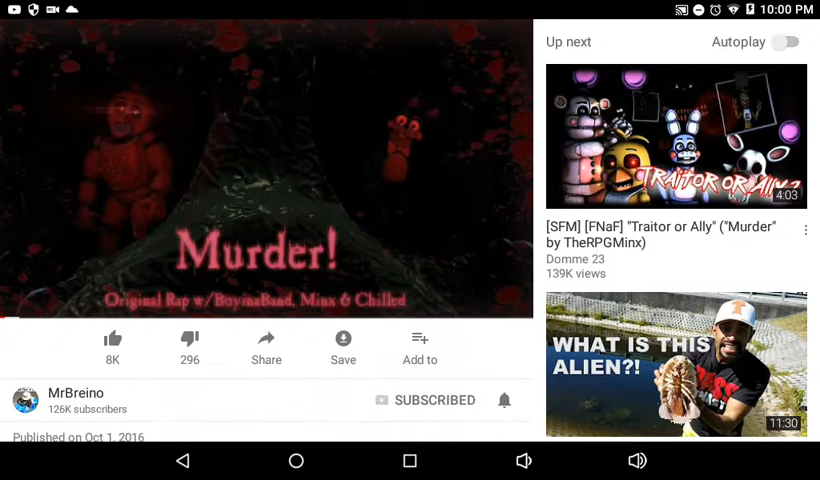 10:00 PM
Murder!
Original Rap w/BoyinaBand, Minx & Chilled
8K
296
Share
Save
Add to
MrBreino
126K subscribers
SUBSCRIBED
Published on Oct 1, 2016
Up next
Autoplay
TRAITOR OR ALLY
4:03
[SFM] [FNaF] "Traitor or Ally" ("Murder"
by TheRPGMinx)
Domme 23
139K views
WHAT IS THIS
ALIEN?!
11:30